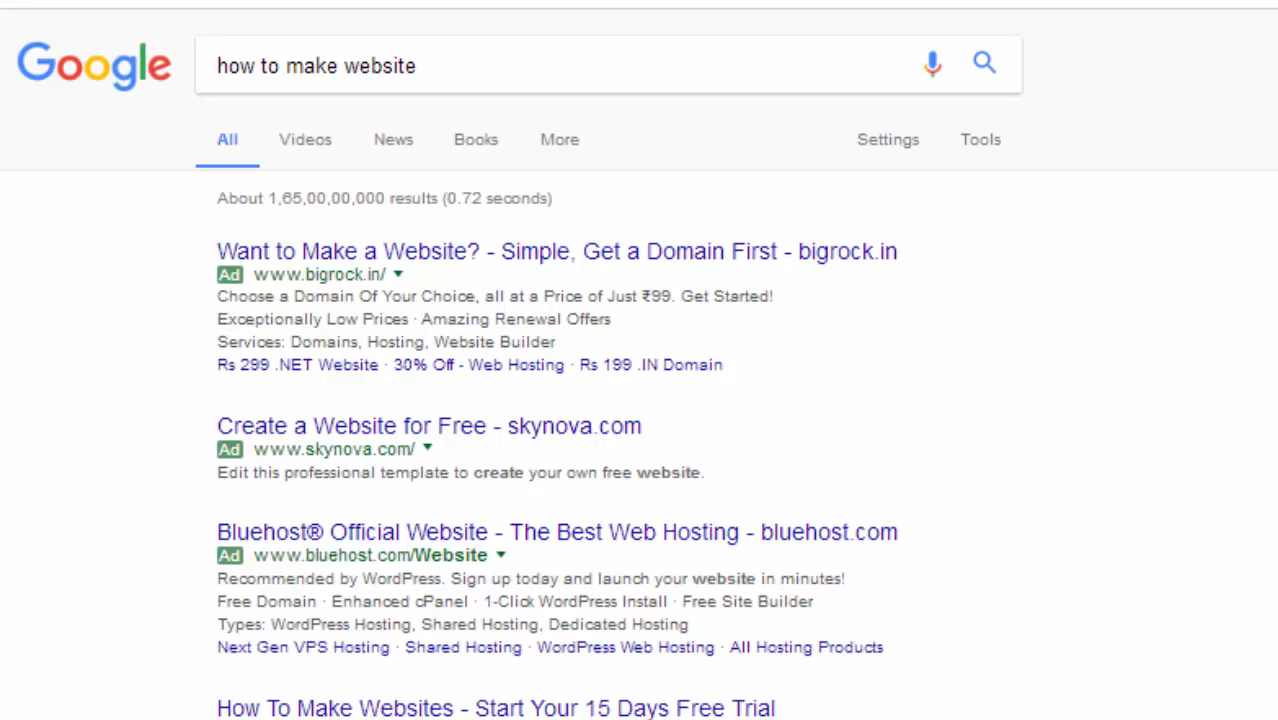 Google
how to make website
All Videos News Books More Settings Tools
About 1,65,00,00,000 results (0.72 seconds)
Want to Make a Website? - Simple, Get a Domain First - bigrock.in
Ad www.bigrock.in/
Choose a Domain Of Your Choice, all at a Price of Just ₹99. Get Started!
Exceptionally Low Prices · Amazing Renewal Offers
Services: Domains, Hosting, Website Builder
Rs 299 .NET Website · 30% Off - Web Hosting · Rs 199 .IN Domain
Create a Website for Free - skynova.com
Ad www.skynova.com/
Edit this professional template to create your own free website.
Bluehost® Official Website - The Best Web Hosting - bluehost.com
Ad www.bluehost.com/Website
Recommended by WordPress. Sign up today and launch your website in minutes!
Free Domain · Enhanced cPanel · 1-Click WordPress Install · Free Site Builder
Types: WordPress Hosting, Shared Hosting, Dedicated Hosting
Next Gen VPS Hosting · Shared Hosting · WordPress Web Hosting · All Hosting Products
How To Make Websites - Start Your 15 Days Free Trial